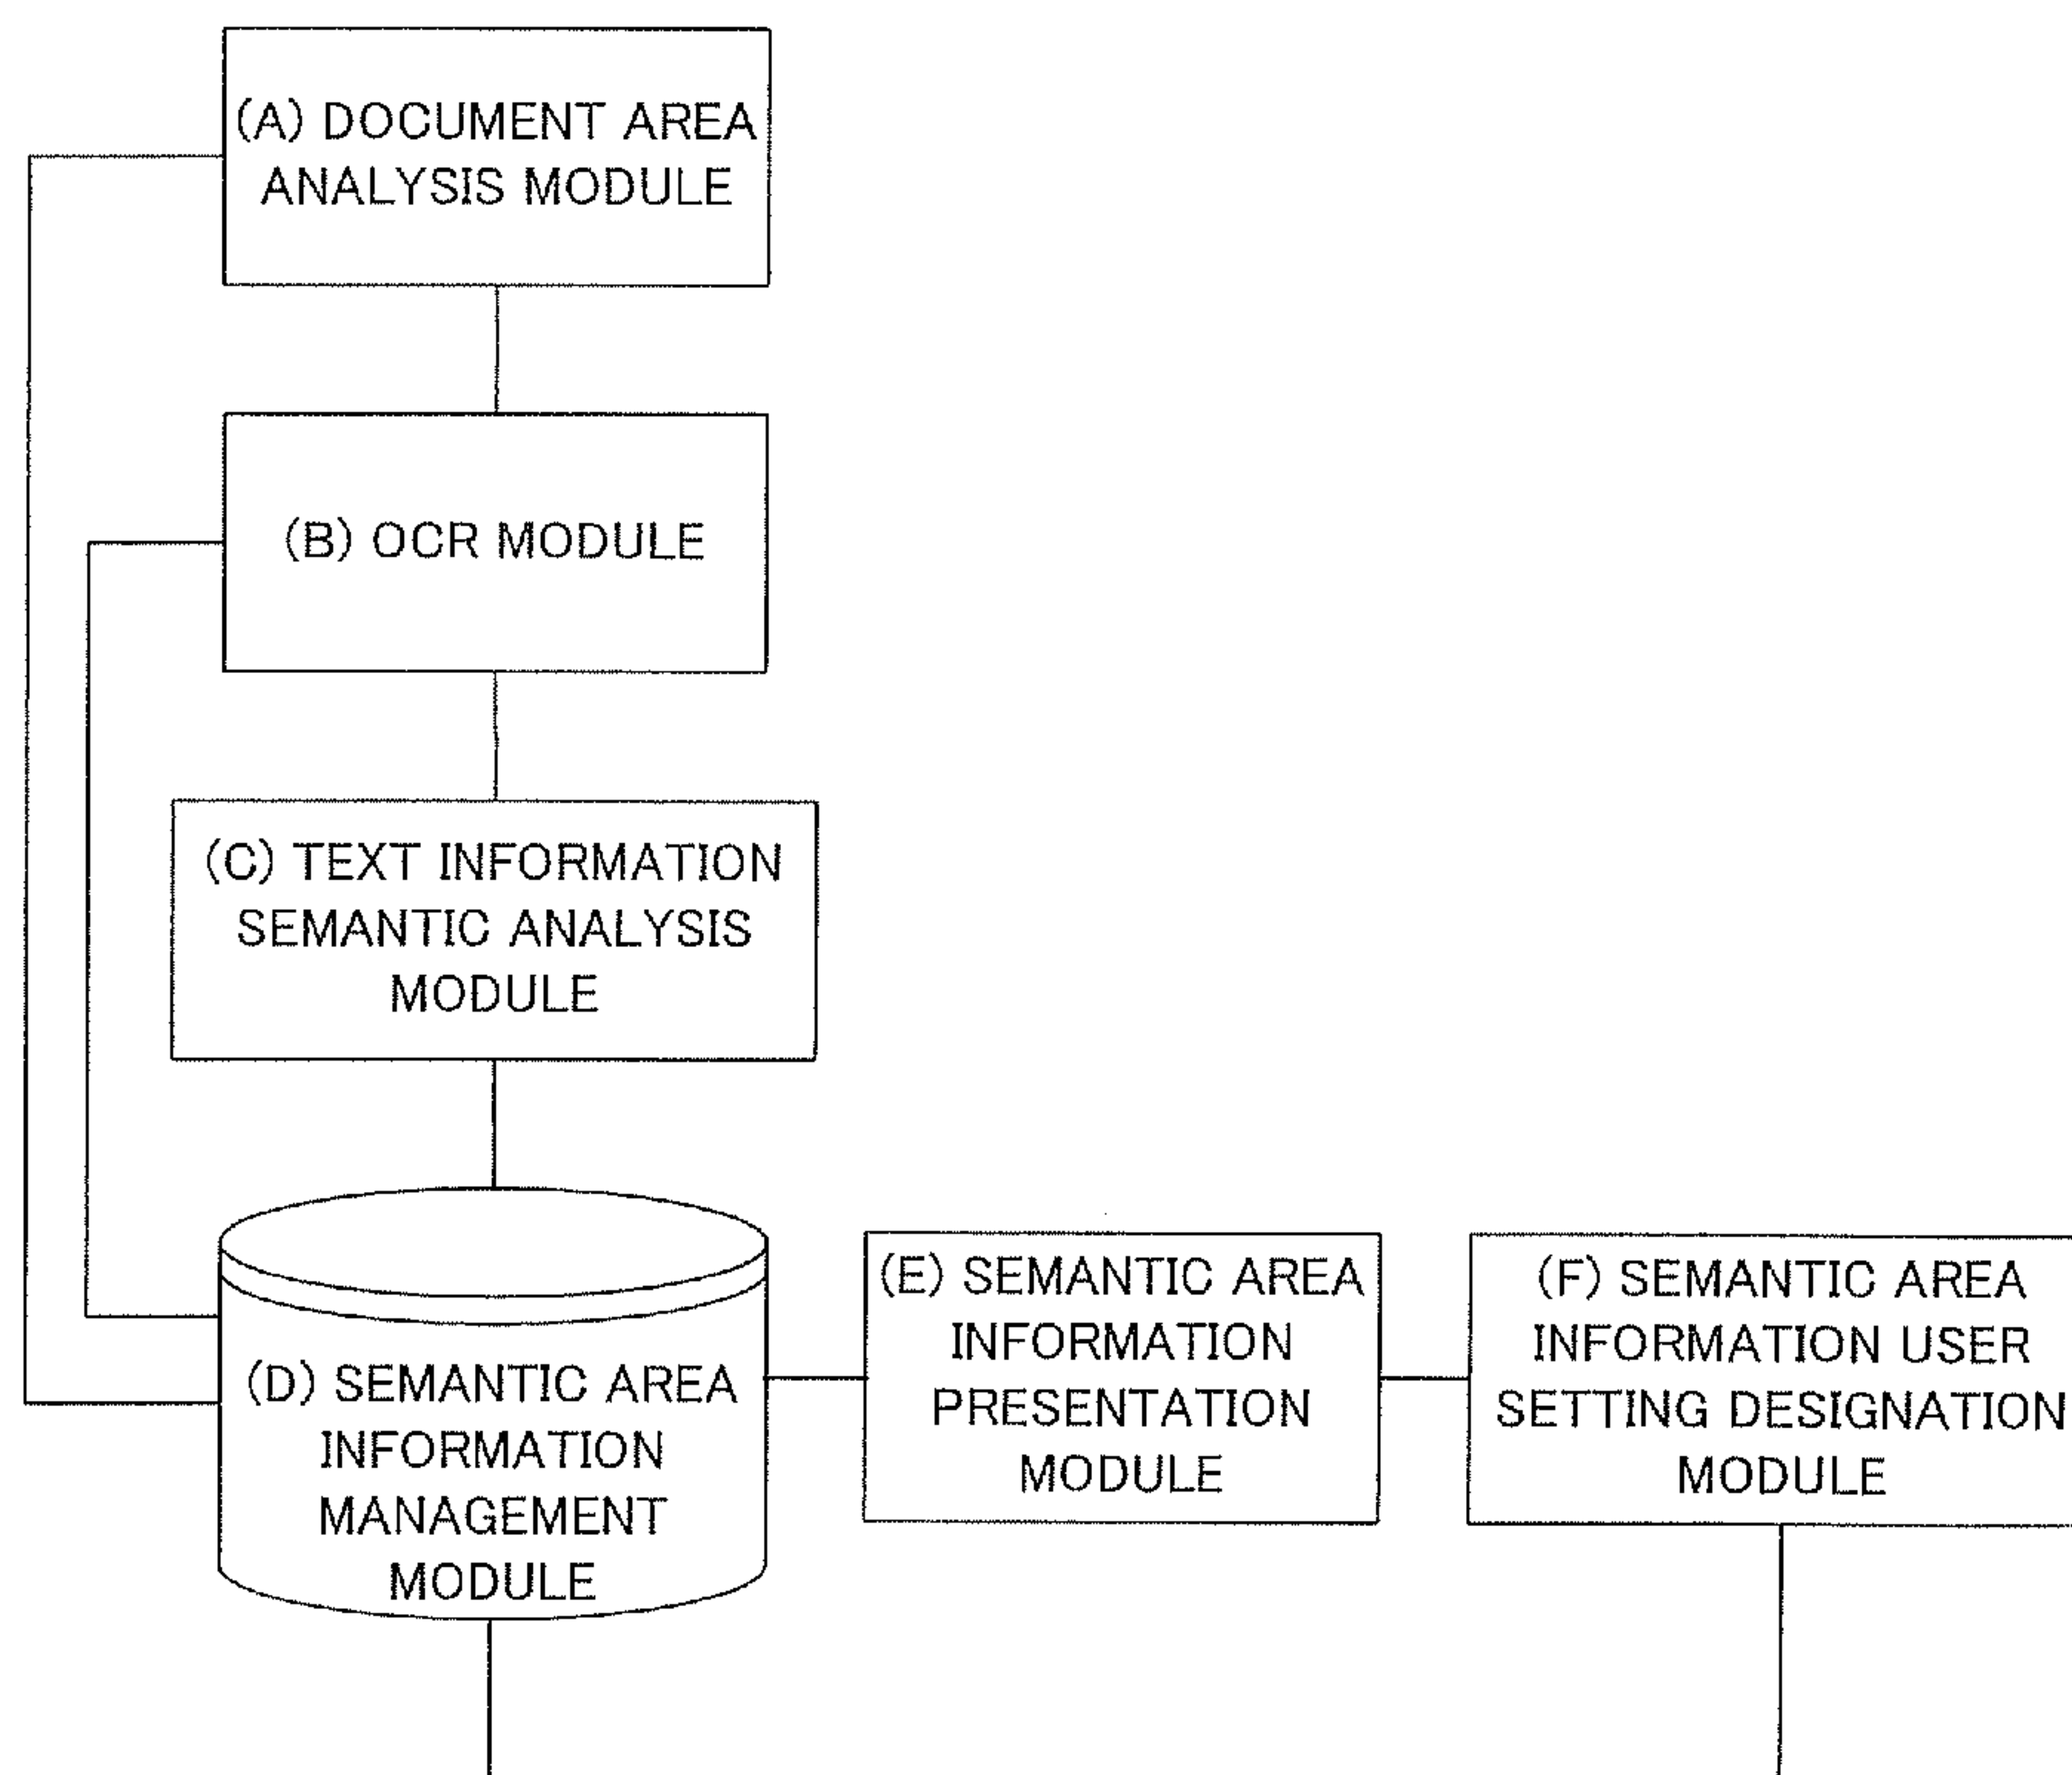 (A) DOCUMENT AREA
ANALYSIS MODULE
(B) OCR MODULE
(C) TEXT INFORMATION
SEMANTIC ANALYSIS
MODULE
(D) SEMANTIC AREA
INFORMATION
MANAGEMENT
MODULE
(E) SEMANTIC AREA
INFORMATION
PRESENTATION
MODULE
(F) SEMANTIC AREA
INFORMATION USER
SETTING DESIGNATION
MODULE